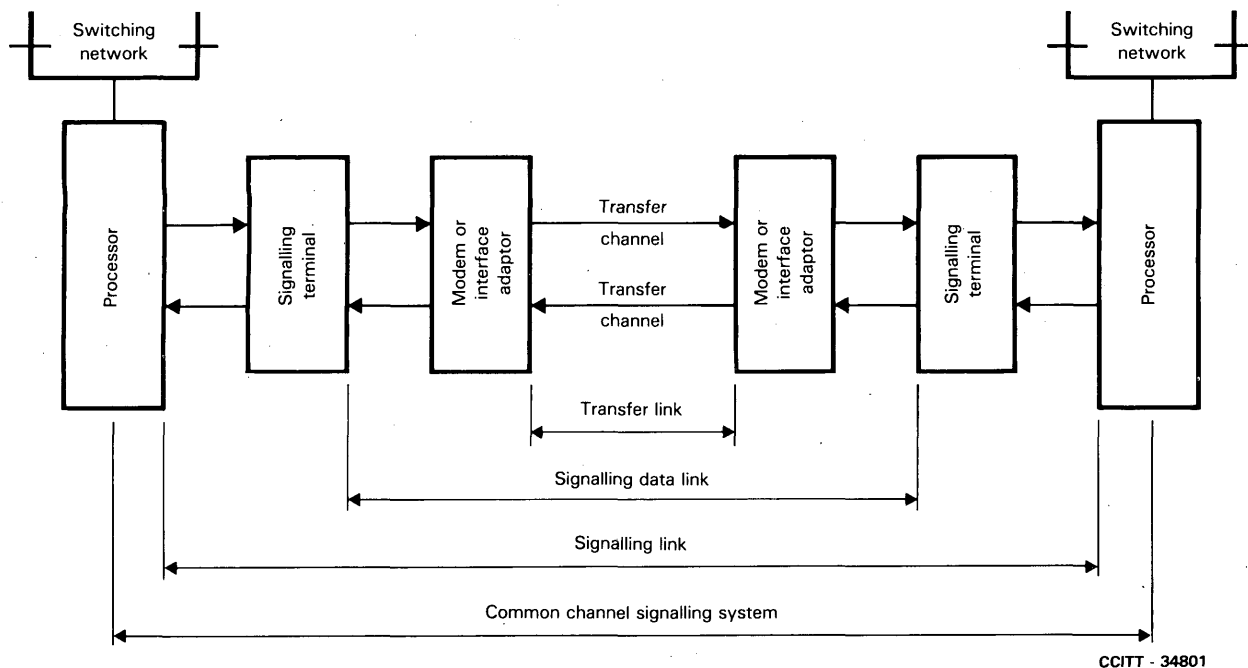 Switching
network
Switching
network
Processor
Signalling
terminal
Modem or
interface
adaptor
Transfer
channel
Transfer
channel
Modem or
interface
adaptor
Signalling
terminal
Processor
Transfer link
Signalling data link
Signalling link
Common channel signalling system
CCITT - 34801